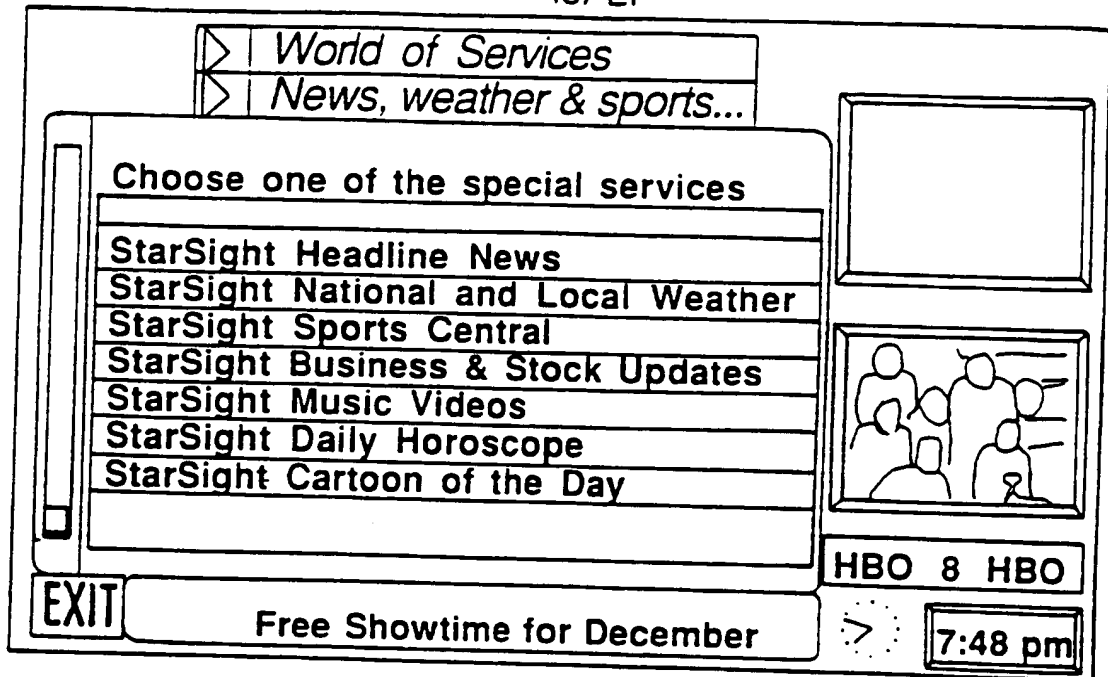 World of Services
News, weather & sports...
Choose one of the special services
StarSight Headline News
StarSight National and Local Weather
StarSight Sports Central
StarSight Business & Stock Updates
StarSight Music Videos
StarSight Daily Horoscope
StarSight Cartoon of the Day
HBO 8 HBO
EXIT
Free Showtime for December
7:48 pm